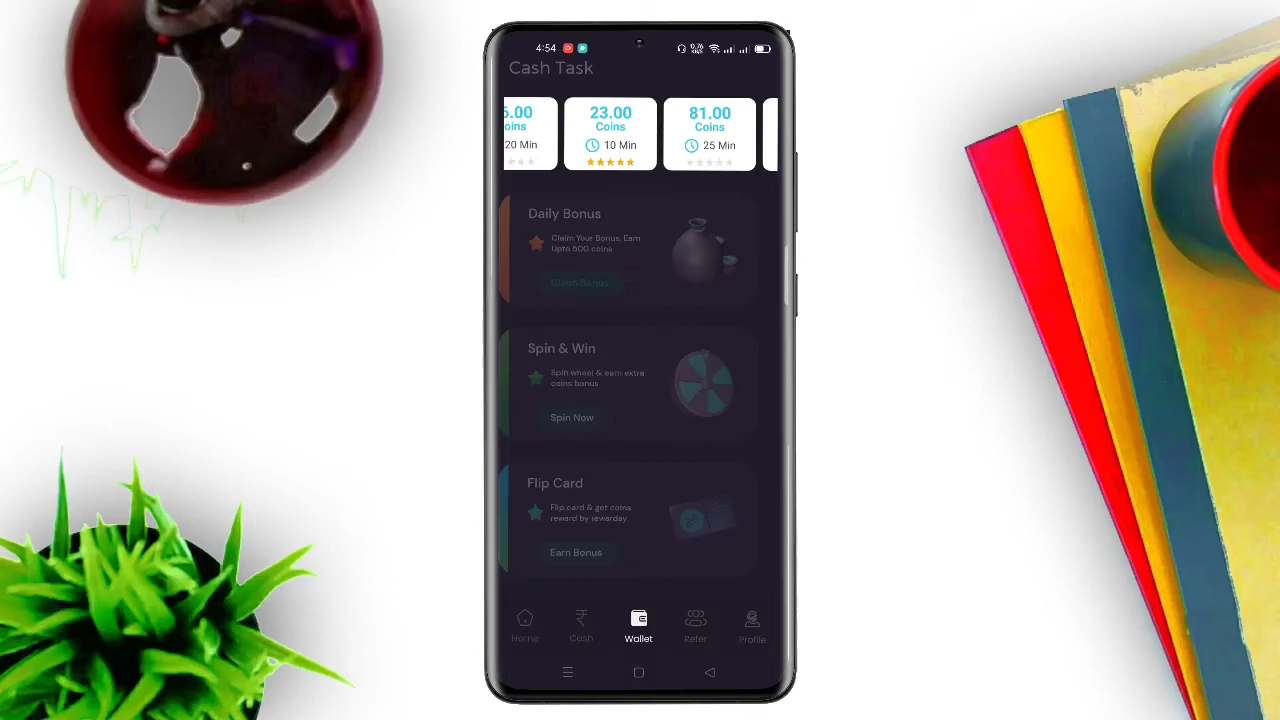 4:54
Cash Task
6.00
23.00
81.00
oins
Coins
Coins
20 Min
10 Min
25 Min
Daily Bonus
Claim Your Bonus, Earn
Upto 500 coins
Claim Bonus
Spin & Win
Spin wheel & earn extra
coins bonus
Spin Now
Flip Card
Flip card & get coins
reward by rewarday
Earn Bonus
Home
Cash
Wallet
Refer
Profile